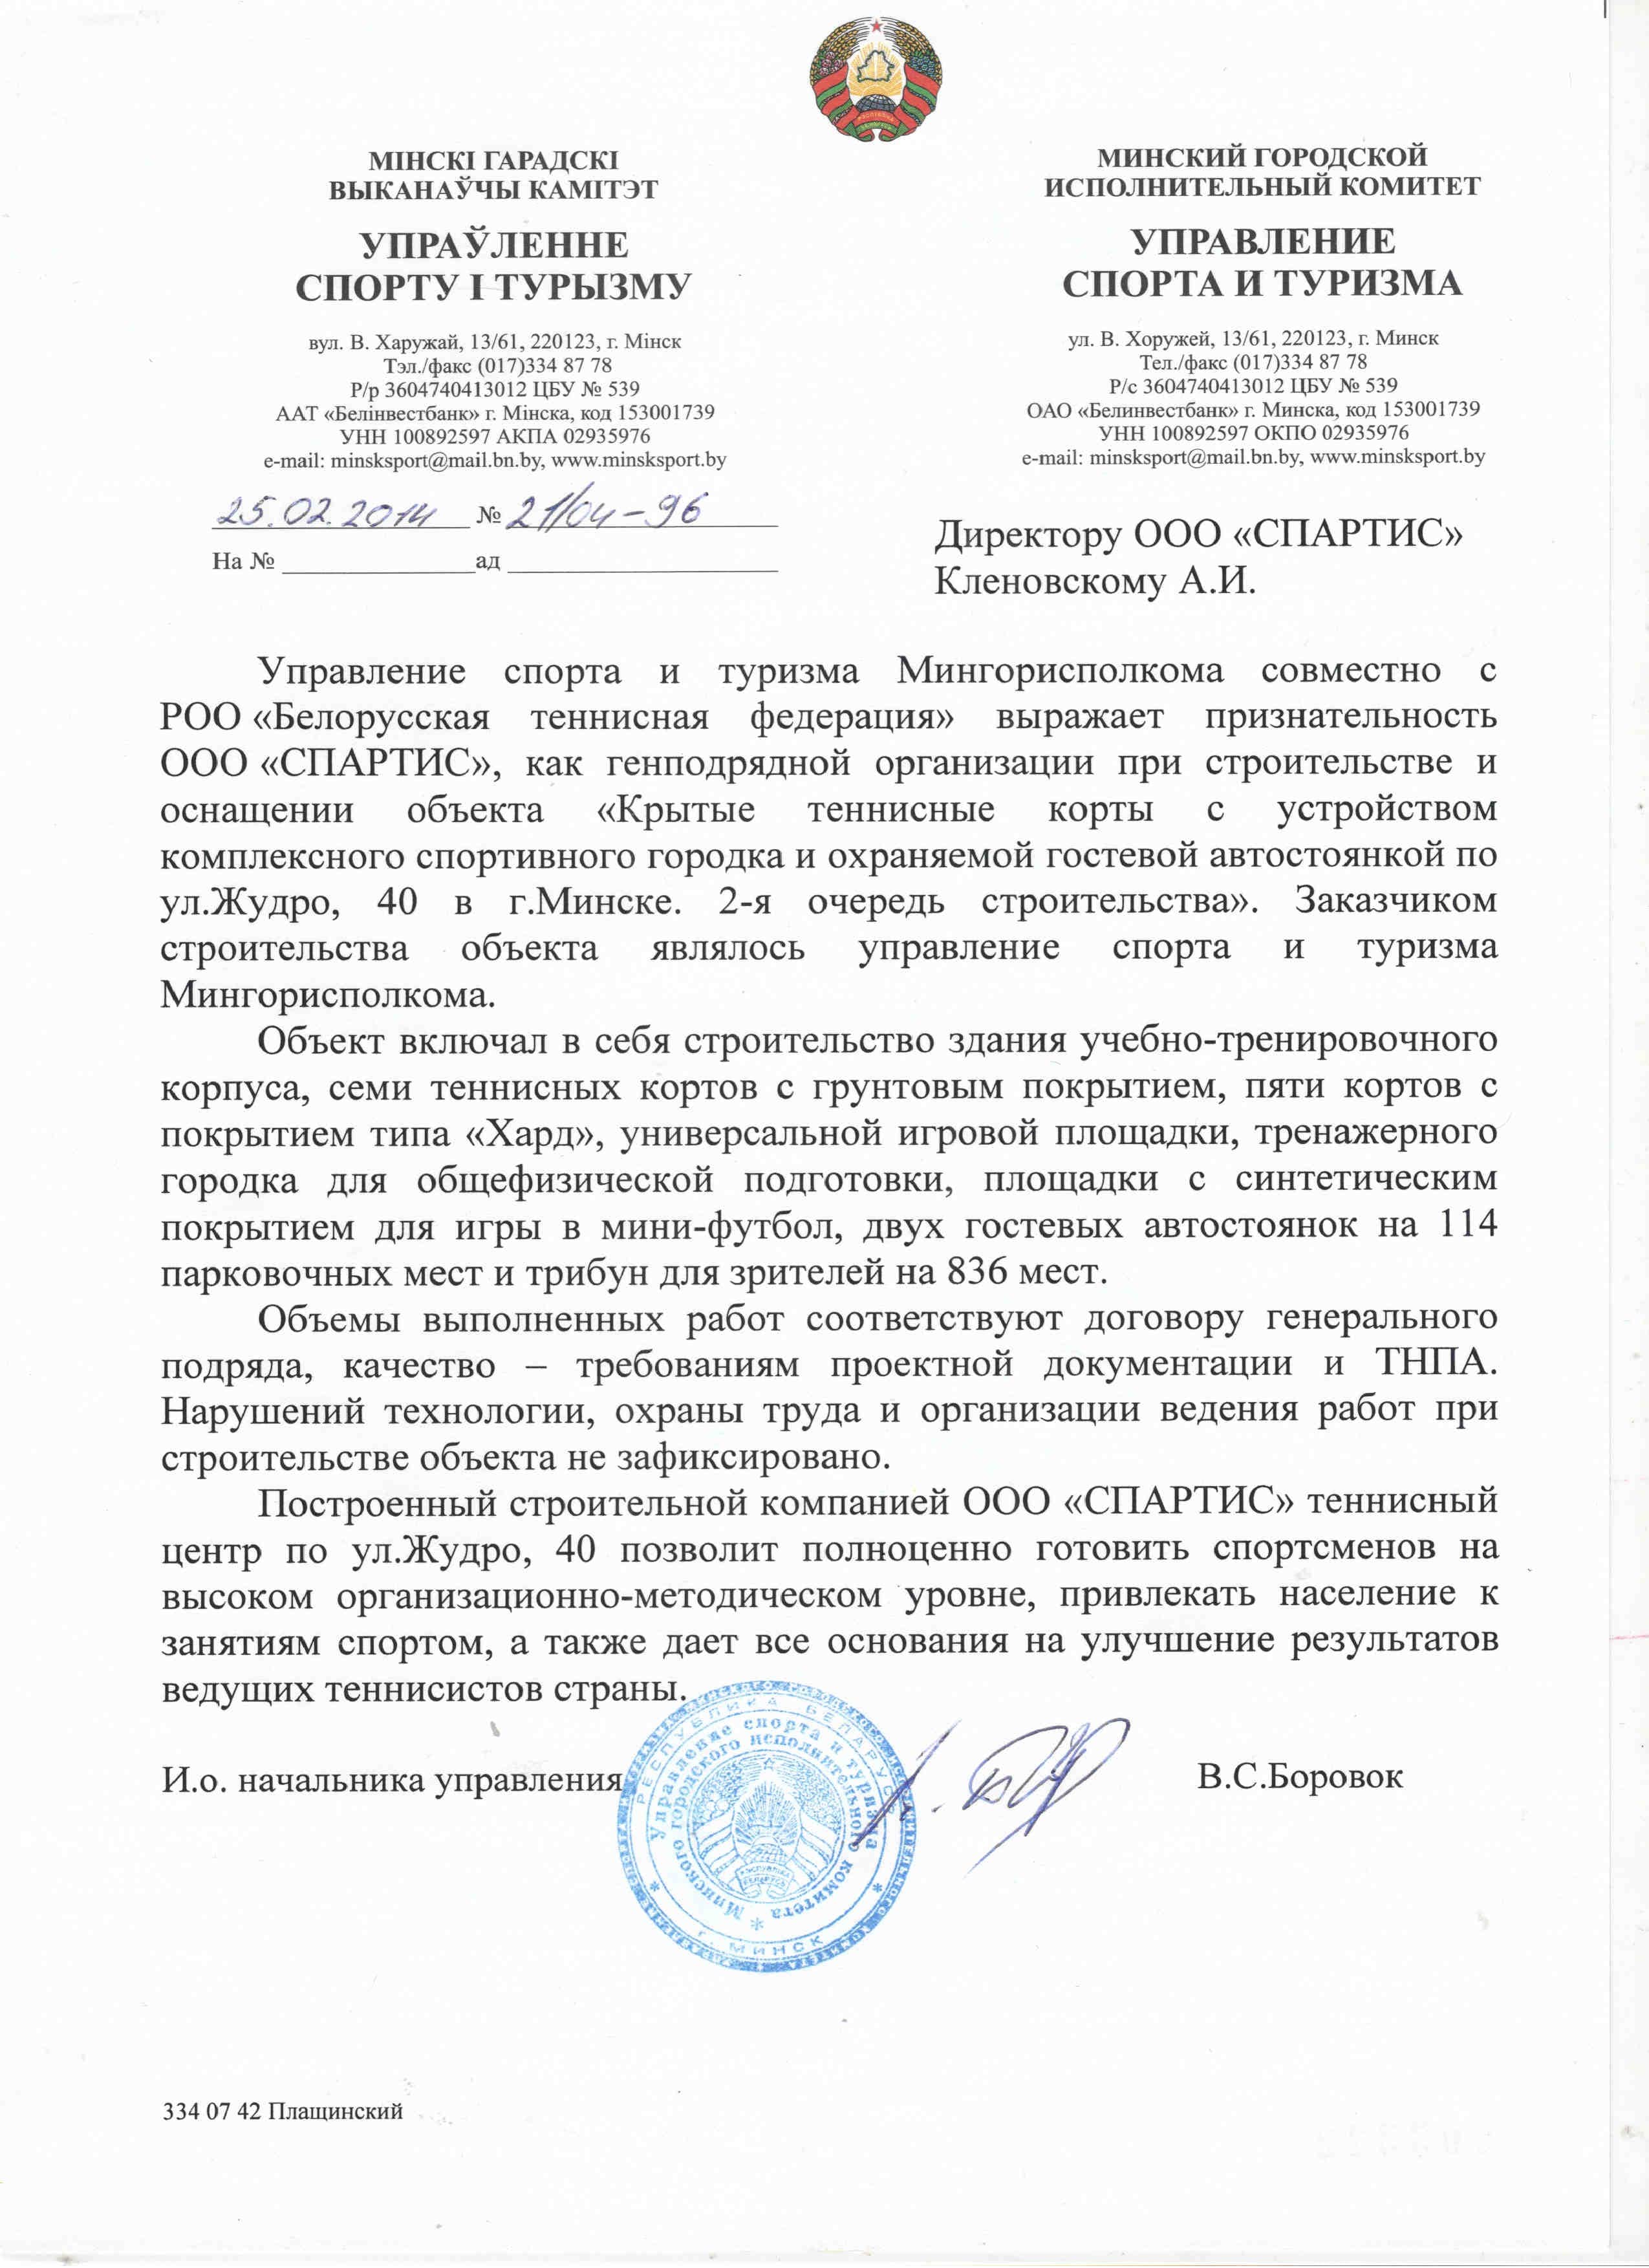 МІНСКІ ГАРАДСКІ
ВЫКАНАЎЧЫ КАМІТЭТ
УПРАЎЛЕННЕ
СПОРТУ І ТУРЫЗМУ
вул. В. Харужай, 13/61, 220123, г. Мінск
Тэл./факс (017)334 87 78
Р/р 3604740413012 ЦБУ № 539
ААТ «Белінвестбанк» г. Мінска, код 153001739
УНН 100892597 АКПА 02935976
e-mail: minsksport@mail.bn.by, www.minsksport.by
25.02.2014 № 21/04-96
На № ад
МИНСКИЙ ГОРОДСКОЙ
ИСПОЛНИТЕЛЬНЫЙ КОМИТЕТ
УПРАВЛЕНИЕ
СПОРТА И ТУРИЗМА
ул. В. Хоружей, 13/61, 220123, г. Минск
Тел./факс (017)334 87 78
Р/с 3604740413012 ЦБУ № 539
ОАО «Белинвестбанк» г. Минска, код 153001739
УНН 100892597 ОКПО 02935976
e-mail: minsksport@mail.bn.by, www.minsksport.by
Директору ООО «СПАРТИС»
Кленовскому А.И.
Управление спорта и туризма Мингорисполкома совместно с
РОО «Белорусская теннисная федерация» выражает признательность
ООО «СПАРТИС», как генподрядной организации при строительстве и
оснащении объекта «Крытые теннисные корты с устройством
комплексного спортивного городка и охраняемой гостевой автостоянкой по
ул.Жудро, 40 в г.Минске. 2-я очередь строительства». Заказчиком
строительства объекта являлось управление спорта и туризма
Мингорисполкома.
Объект включал в себя строительство здания учебно-тренировочного
корпуса, семи теннисных кортов с грунтовым покрытием, пяти кортов с
покрытием типа «Хард», универсальной игровой площадки, тренажерного
городка для общефизической подготовки, площадки с синтетическим
покрытием для игры в мини-футбол, двух гостевых автостоянок на 114
парковочных мест и трибун для зрителей на 836 мест.
Объемы выполненных работ соответствуют договору генерального
подряда, качество – требованиям проектной документации и ТНПА.
Нарушений технологии, охраны труда и организации ведения работ при
строительстве объекта не зафиксировано.
Построенный строительной компанией ООО «СПАРТИС» теннисный
центр по ул.Жудро, 40 позволит полноценно готовить спортсменов на
высоком организационно-методическом уровне, привлекать население к
занятиям спортом, а также дает все основания на улучшение результатов
ведущих теннисистов страны.
И.о. начальника управления
В.С.Боровок
РЕСПУБЛИКА БЕЛАРУСЬ
Управление спорта и туризма
Минского городского исполнительного комитета
г. МИНСК
334 07 42 Плащинский